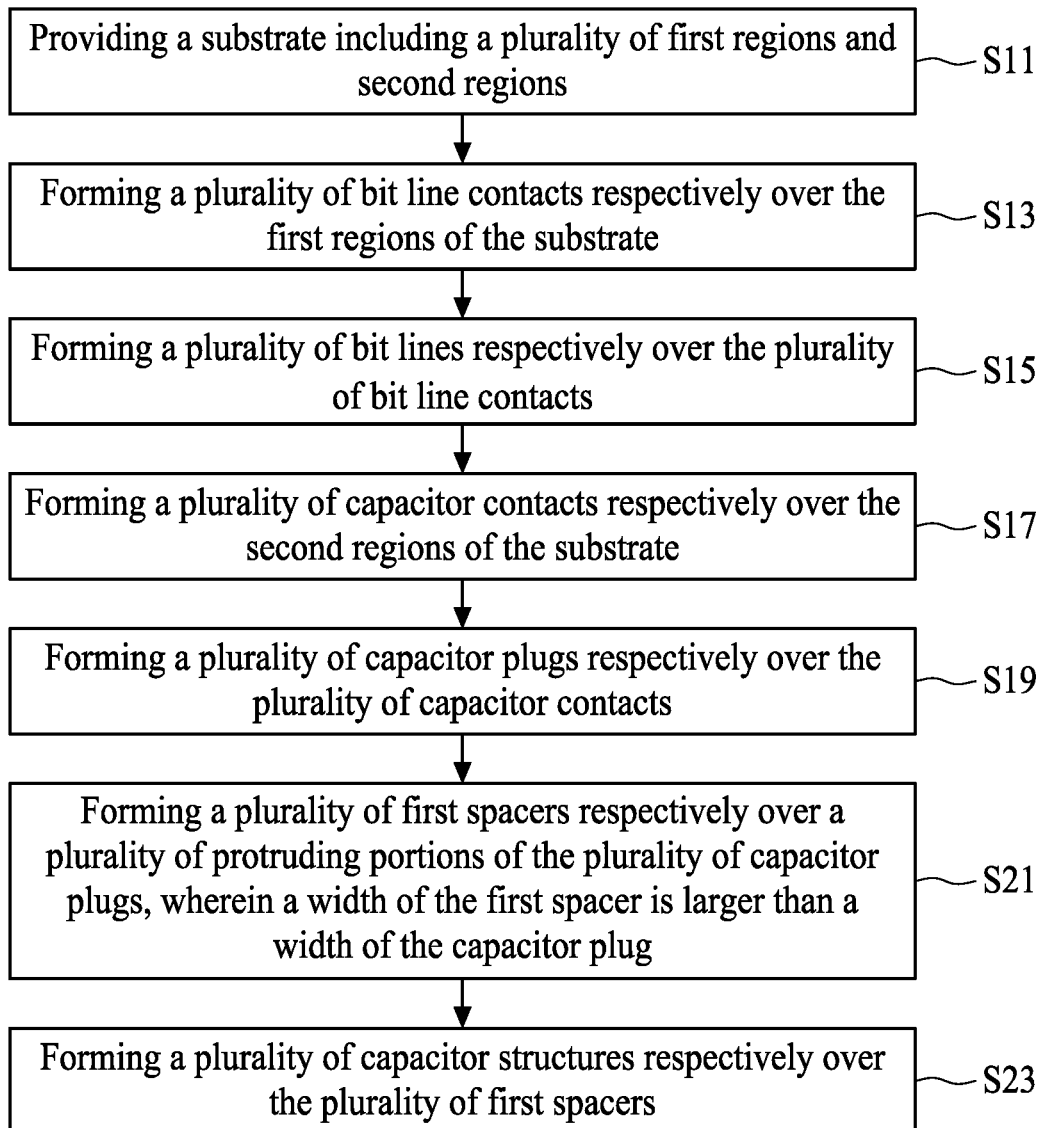 Providing a substrate including a plurality of first regions and
second regions
S11
Forming a plurality of bit line contacts respectively over the
first regions of the substrate
S13
Forming a plurality of bit lines respectively over the plurality
of bit line contacts
S15
Forming a plurality of capacitor contacts respectively over the
second regions of the substrate
S17
Forming a plurality of capacitor plugs respectively over the
plurality of capacitor contacts
S19
Forming a plurality of first spacers respectively over a
plurality of protruding portions of the plurality of capacitor
plugs, wherein a width of the first spacer is larger than a
width of the capacitor plug
S21
Forming a plurality of capacitor structures respectively over
the plurality of first spacers
S23